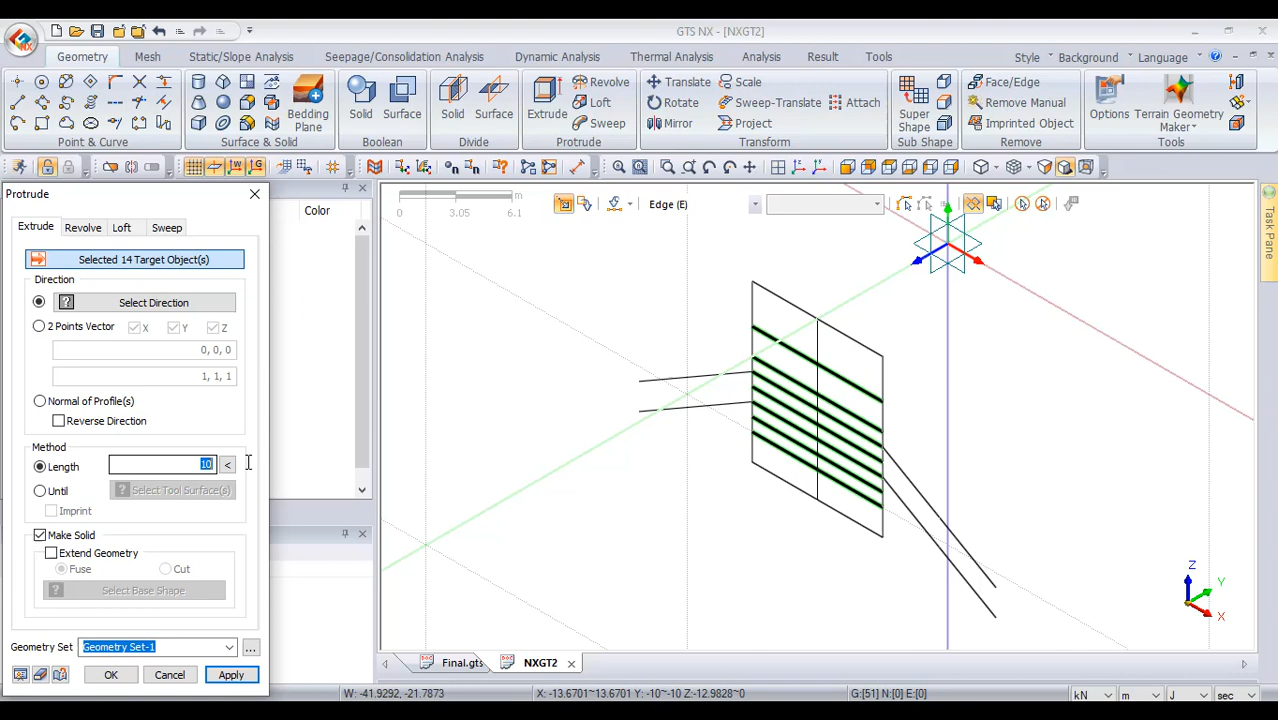 GTS NX - [NXGT2]
Geometry Mesh Static/Slope Analysis Seepage/Consolidation Analysis Dynamic Analysis Thermal Analysis Analysis Result Tools Style Background Language
Solid Surface Solid Surface Extrude Revolve Loft Sweep Translate Rotate Mirror Scale Sweep-Translate Project Attach
Bedding Plane
Super Shape
Face/Edge
Remove Manual
Imprinted Object
Options
Terrain Geometry Maker
Point & Curve Surface & Solid Boolean Divide Protrude Transform Sub Shape Remove Tools
Protrude
Extrude Revolve Loft Sweep
Selected 14 Target Object(s)
Direction
Select Direction
2 Points Vector X Y Z
0, 0, 0
1, 1, 1
Normal of Profile(s)
Reverse Direction
Method
Length 10 <
Until Select Tool Surface(s)
Imprint
Make Solid
Extend Geometry
Fuse Cut
Select Base Shape
Geometry Set Geometry Set-1 ...
OK Cancel Apply
Color
0 3.05 6.1
m
Edge (E)
Task Pane
Z
Y
X
Final.gts NXGT2
W: -41.9292, -21.7873 X: -13.6701~13.6701 Y: -10~-10 Z: -12.9828~0 G:[51] N:[0] E:[0] kN m J sec